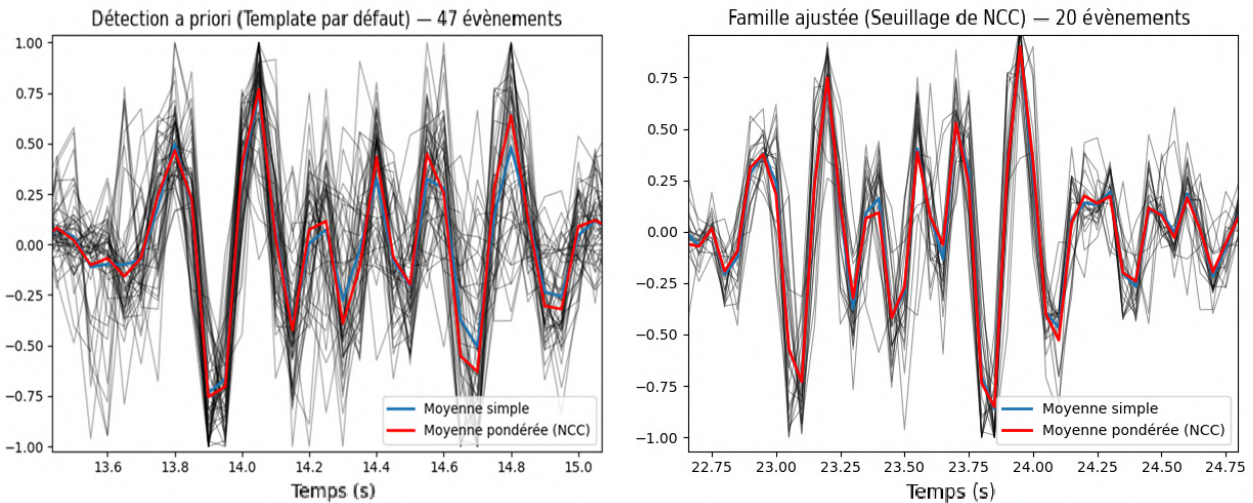 Détection a priori (Template par défaut) — 47 évènements
1.00
0.75
0.50
0.25
0.00
−0.25
−0.50
−0.75
−1.00
Moyenne simple
Moyenne pondérée (NCC)
13.6 13.8 14.0 14.2 14.4 14.6 14.8 15.0
Temps (s)
Famille ajustée (Seuillage de NCC) — 20 évènements
0.75
0.50
0.25
0.00
−0.25
−0.50
−0.75
−1.00
Moyenne simple
Moyenne pondérée (NCC)
22.75 23.00 23.25 23.50 23.75 24.00 24.25 24.50 24.75
Temps (s)